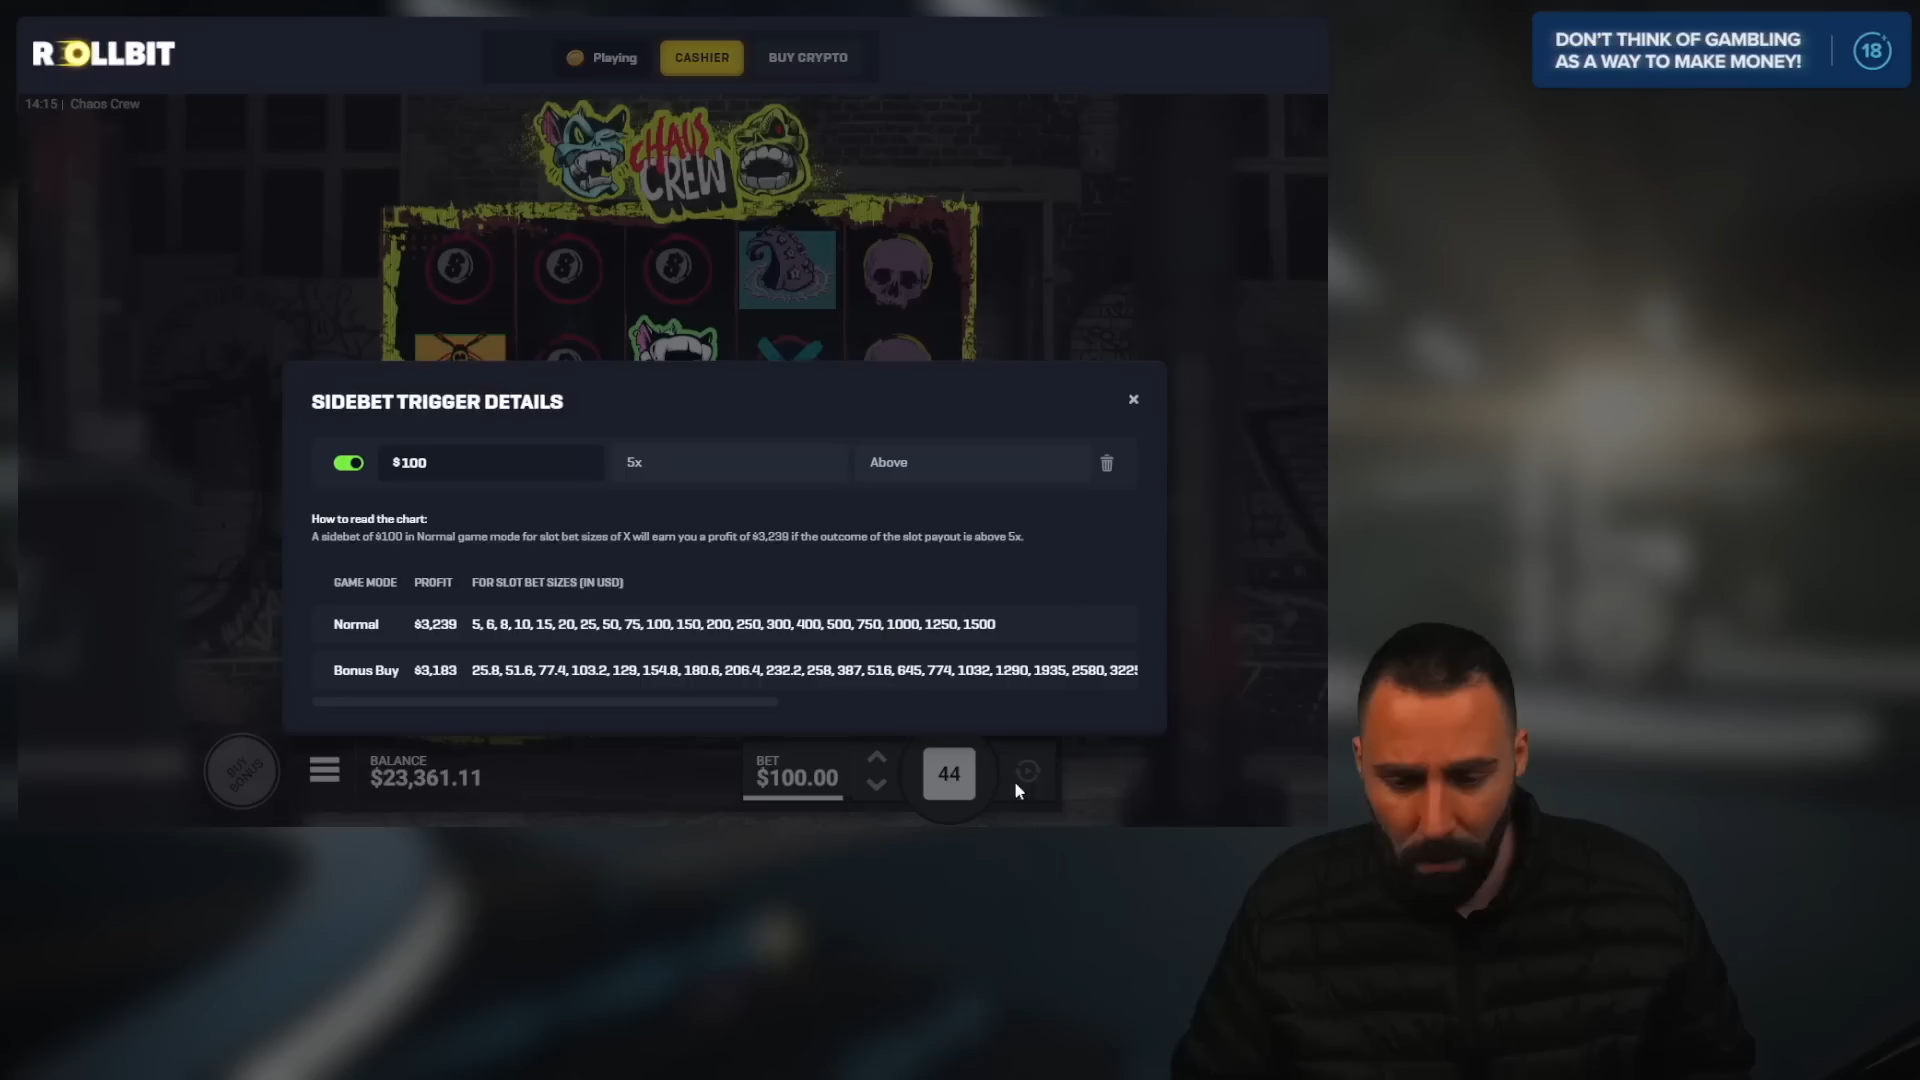 ROLLBIT
Playing
CASHIER
BUY CRYPTO
DON'T THINK OF GAMBLING
AS A WAY TO MAKE MONEY!
18+
14:15 | Chaos Crew
CHAOS
CREW
SIDEBET TRIGGER DETAILS
$100
5x
Above
How to read the chart:
A sidebet of $100 in Normal game mode for slot bet sizes of X will earn you a profit of $3,239 if the outcome of the slot payout is above 5x.
GAME MODE PROFIT FOR SLOT BET SIZES (IN USD)
Normal $3,239 5, 6, 8, 10, 15, 20, 25, 50, 75, 100, 150, 200, 250, 300, 400, 500, 750, 1000, 1250, 1500
Bonus Buy $3,183 25.8, 51.6, 77.4, 103.2, 129, 154.8, 180.6, 206.4, 232.2, 258, 387, 516, 645, 774, 1032, 1290, 1935, 2580, 3225
BUY
BONUS
BALANCE
$23,361.11
BET
$100.00
44